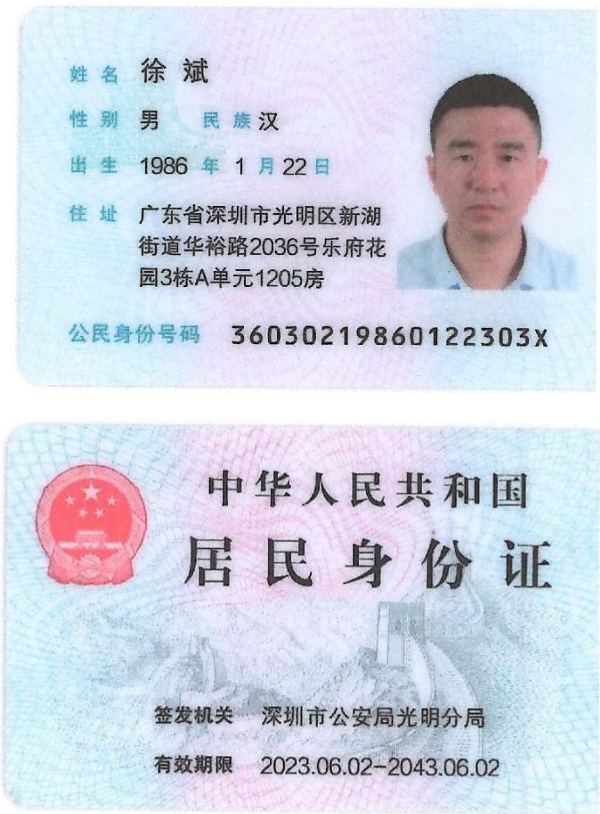 姓名 徐斌
性别 男 民族 汉
出生 1986 年 1 月 22 日
住址 广东省深圳市光明区新湖
街道华裕路2036号乐府花
园3栋A单元1205房
公民身份号码 36030219860122303X
中华人民共和国
居民身份证
签发机关 深圳市公安局光明分局
有效期限 2023.06.02-2043.06.02